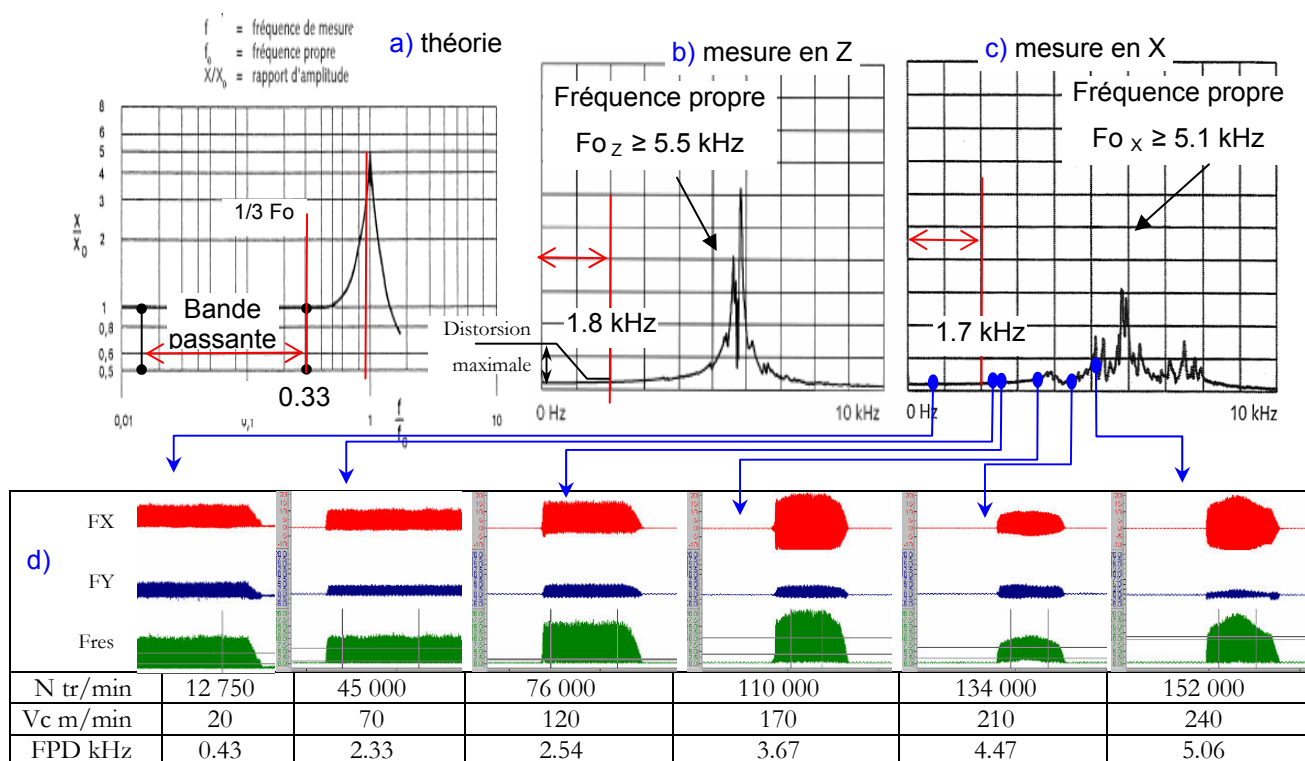 f = fréquence de mesure
f₀ = fréquence propre
X/X₀ = rapport d'amplitude
a) théorie
b) mesure en Z
c) mesure en X
8
6
5
4
3
2
1
0,8
0,6
0,5
X
X₀
1/3 Fo
Bande
passante
0.33
0,01
0,1
1
10
f
f₀
Fréquence propre
Fo Z ≥ 5.5 kHz
1.8 kHz
Distorsion
maximale
0 Hz
10 kHz
Fréquence propre
Fo X ≥ 5.1 kHz
1.7 kHz
0 Hz
10 kHz
d)
FX
FY
Fres
N tr/min 12 750 45 000 76 000 110 000 134 000 152 000
Vc m/min 20 70 120 170 210 240
FPD kHz 0.43 2.33 2.54 3.67 4.47 5.06